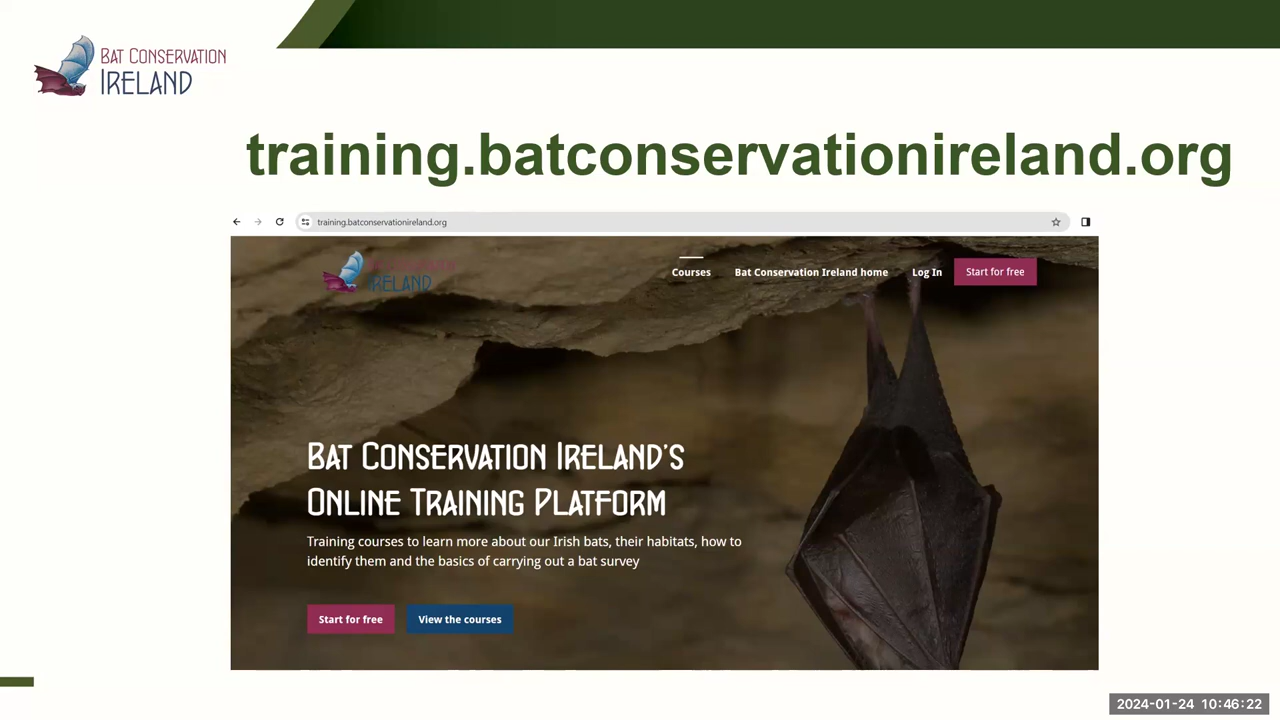 BAT CONSERVATION
IRELAND
training.batconservationireland.org
training.batconservationireland.org
IRELAND
Courses
Bat Conservation Ireland home
Log In
Start for free
BAT CONSERVATION IRELAND'S
ONLINE TRAINING PLATFORM
Training courses to learn more about our Irish bats, their habitats, how to
identify them and the basics of carrying out a bat survey
Start for free
View the courses
2024-01-24 10:46:22